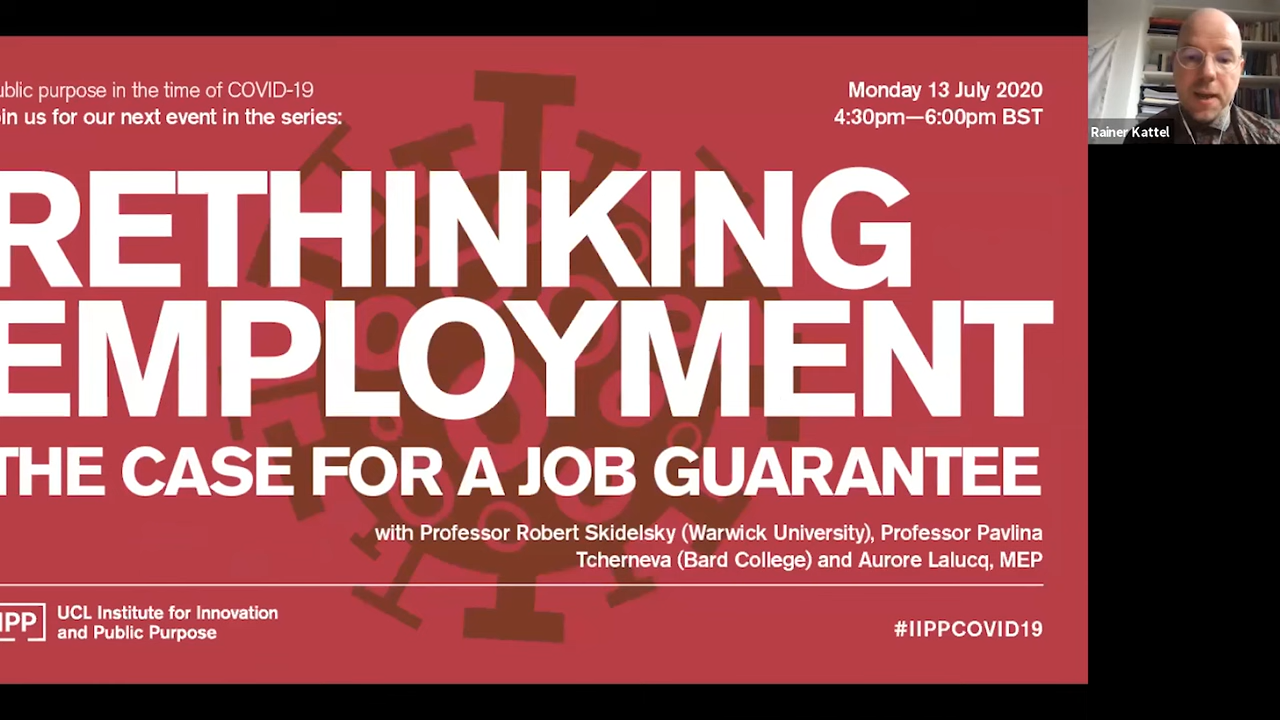 ublic purpose in the time of COVID-19
in us for our next event in the series:
Monday 13 July 2020
4:30pm—6:00pm BST
RETHINKING
EMPLOYMENT
THE CASE FOR A JOB GUARANTEE
with Professor Robert Skidelsky (Warwick University), Professor Pavlina
Tcherneva (Bard College) and Aurore Lalucq, MEP
IPP
UCL Institute for Innovation
and Public Purpose
#IIPPCOVID19
Rainer Kattel